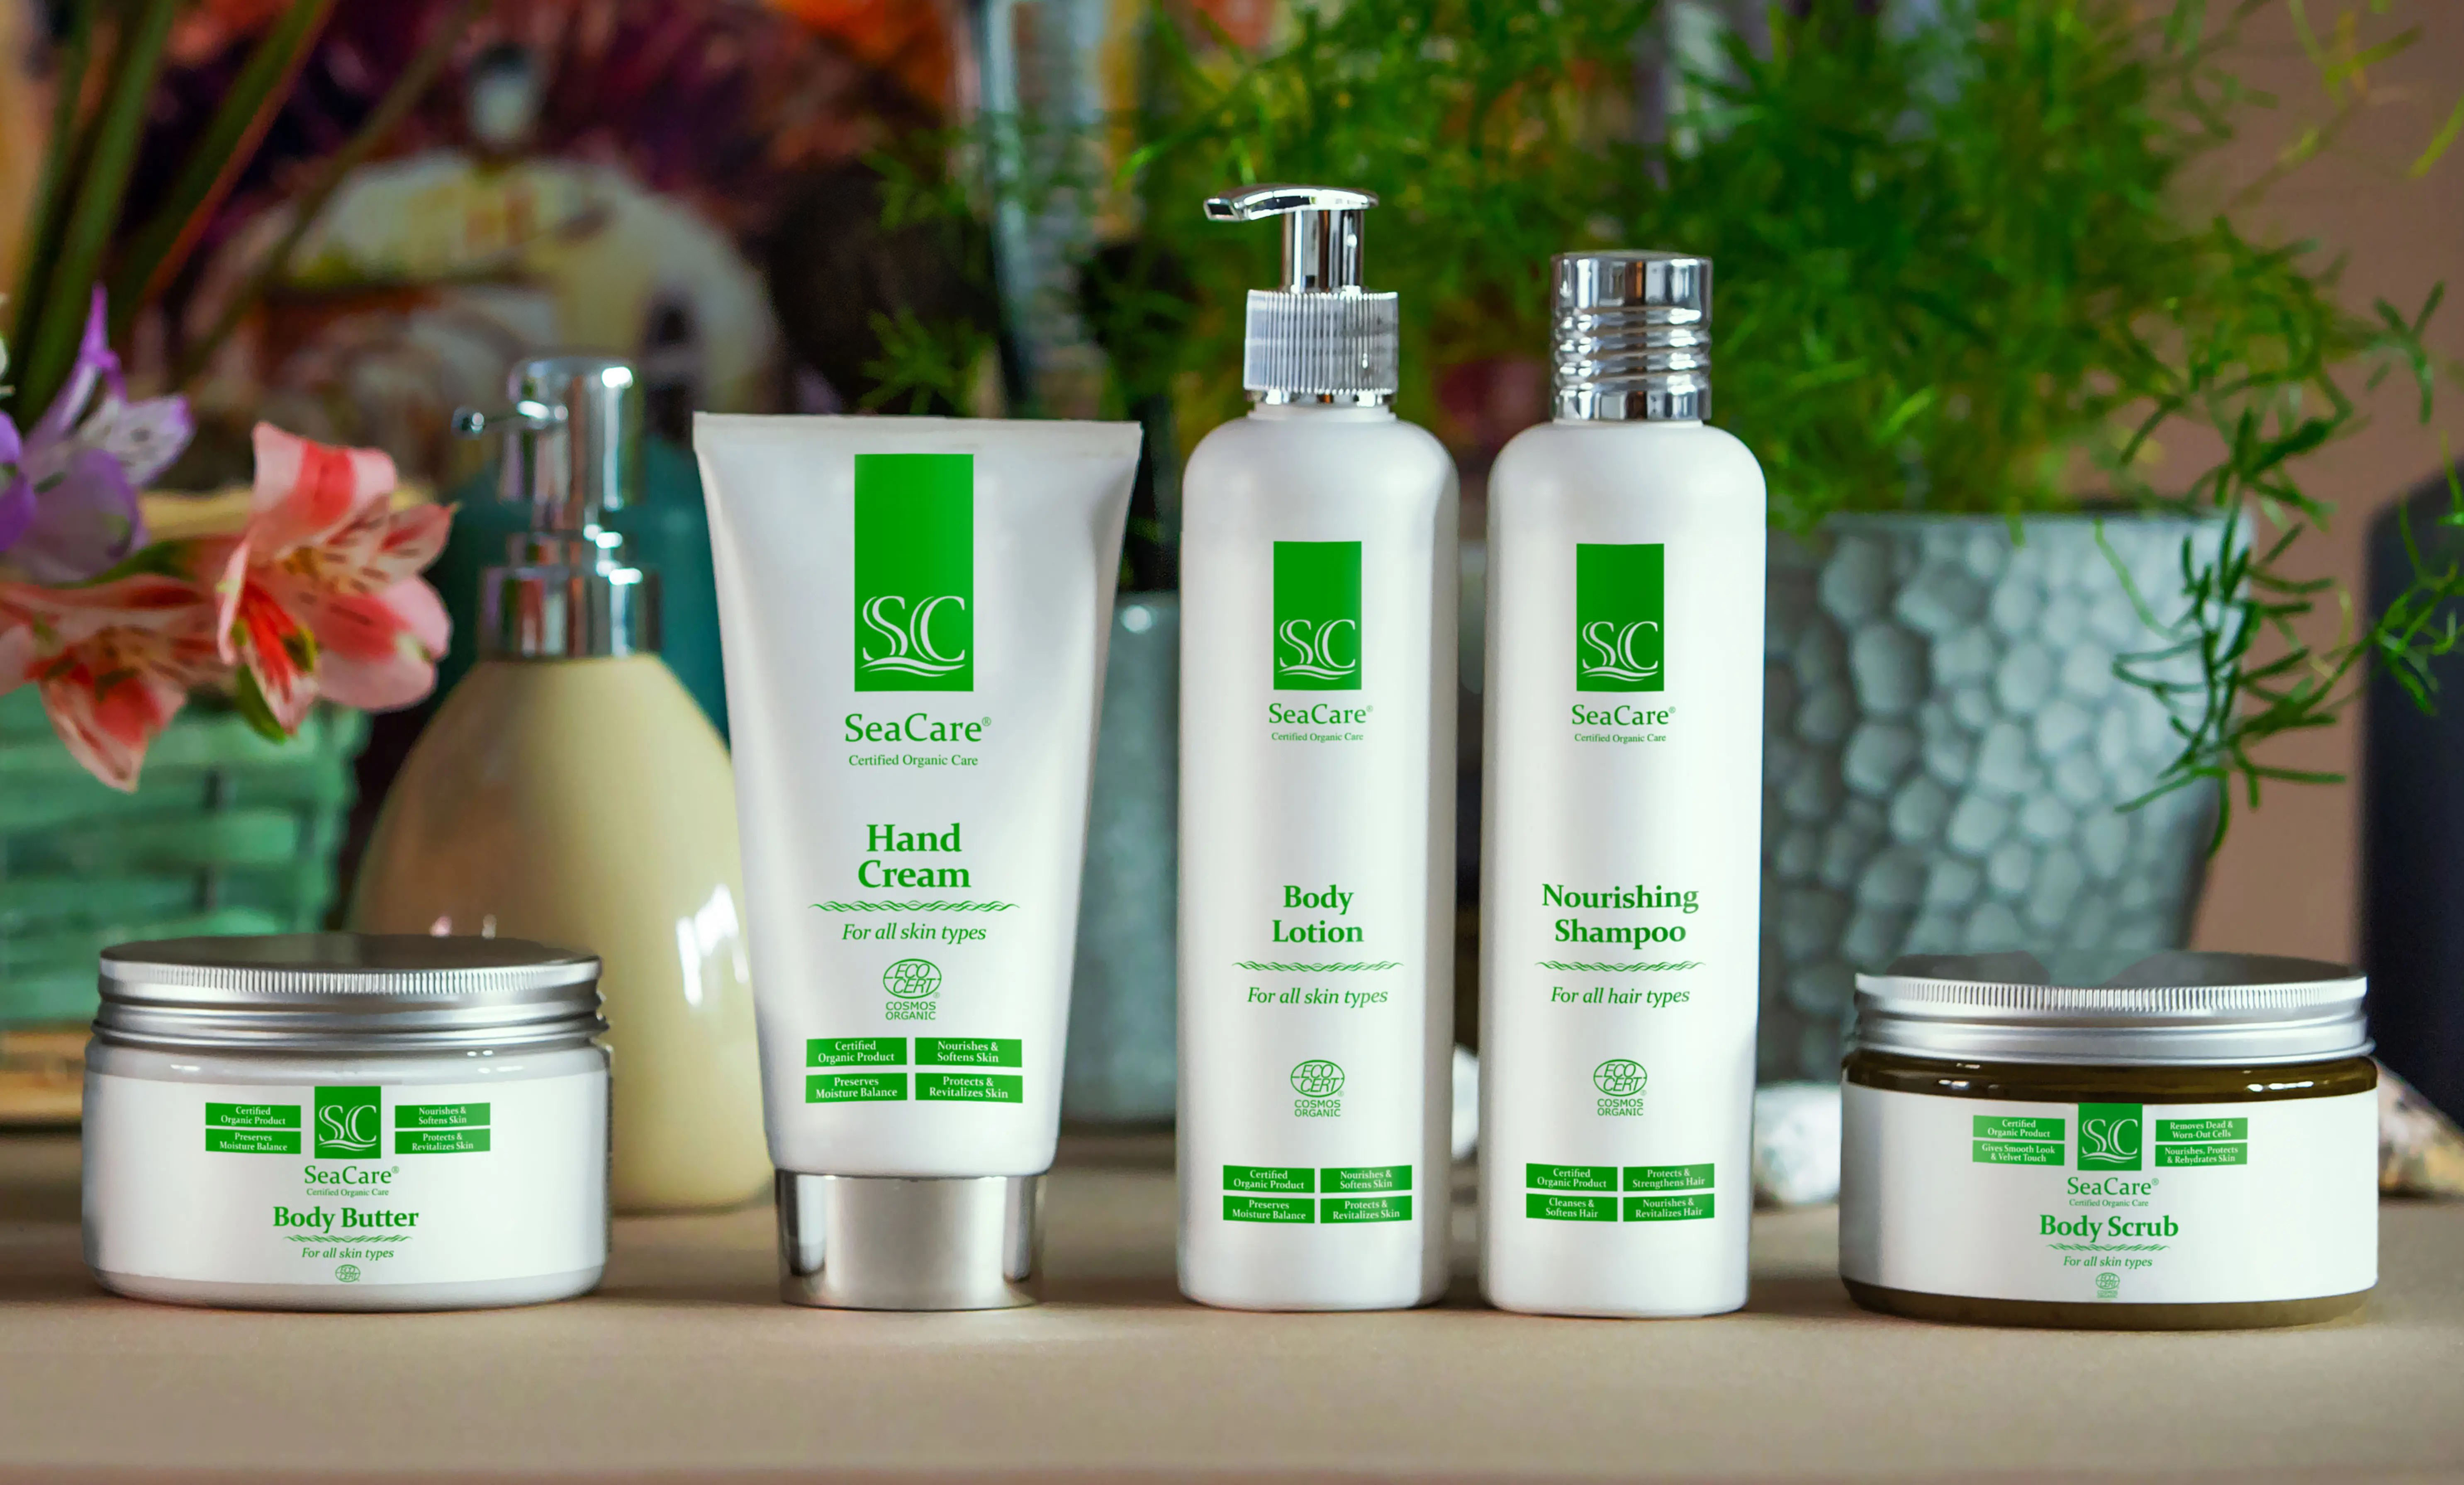 Certified
Organic Product
Preserves
Moisture Balance
SC
Nourishes &
Softens Skin
Protects &
Revitalizes Skin
SeaCare®
Certified Organic Care
Body Butter
For all skin types
ECO
CERT
SC
SeaCare®
Certified Organic Care
Hand
Cream
For all skin types
ECO
CERT®
COSMOS
ORGANIC
Certified
Organic Product
Nourishes &
Softens Skin
Preserves
Moisture Balance
Protects &
Revitalizes Skin
SC
SeaCare®
Certified Organic Care
Body
Lotion
For all skin types
ECO
CERT®
COSMOS
ORGANIC
Certified
Organic Product
Nourishes &
Softens Skin
Preserves
Moisture Balance
Protects &
Revitalizes Skin
SC
SeaCare®
Certified Organic Care
Nourishing
Shampoo
For all hair types
ECO
CERT®
COSMOS
ORGANIC
Certified
Organic Product
Protects &
Strengthens Hair
Cleanses &
Softens Hair
Nourishes &
Revitalizes Hair
Certified
Organic Product
Gives Smooth Look
& Velvet Touch
SC
Removes Dead &
Worn-Out Cells
Nourishes, Protects
& Rehydrates Skin
SeaCare®
Certified Organic Care
Body Scrub
For all skin types
ECO
CERT
COSMOS
ORGANIC